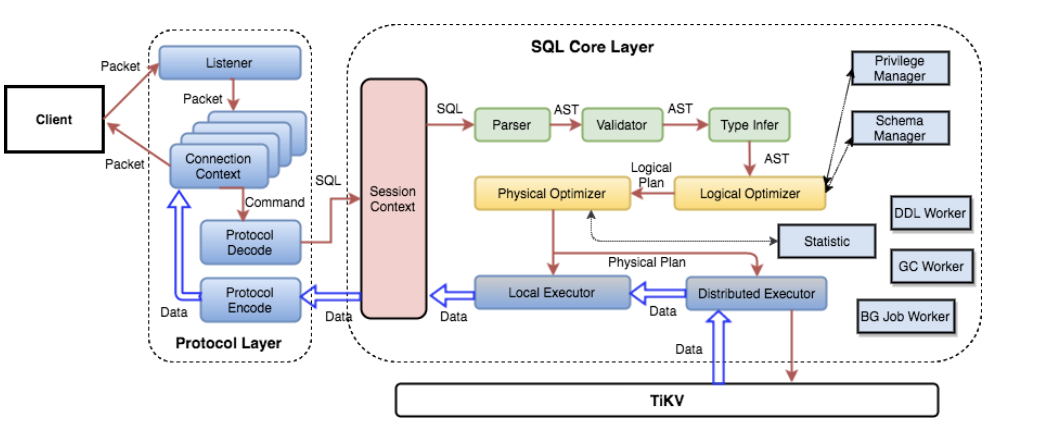 SQL Core Layer
Listener
Packet
Privilege
Manager
Packet
SQL
AST
AST
Client
Parser
Validator
Type Infer
Schema
Manager
Packet
Connection
Context
AST
Logical
Plan
SQL
Session
Context
Physical Optimizer
Logical Optimizer
Command
DDL Worker
Protocol
Decode
Statistic
Physical Plan
GC Worker
Protocol
Encode
Local Executor
Distributed Executor
Data
Data
Data
Data
BG Job Worker
Protocol Layer
Data
TiKV